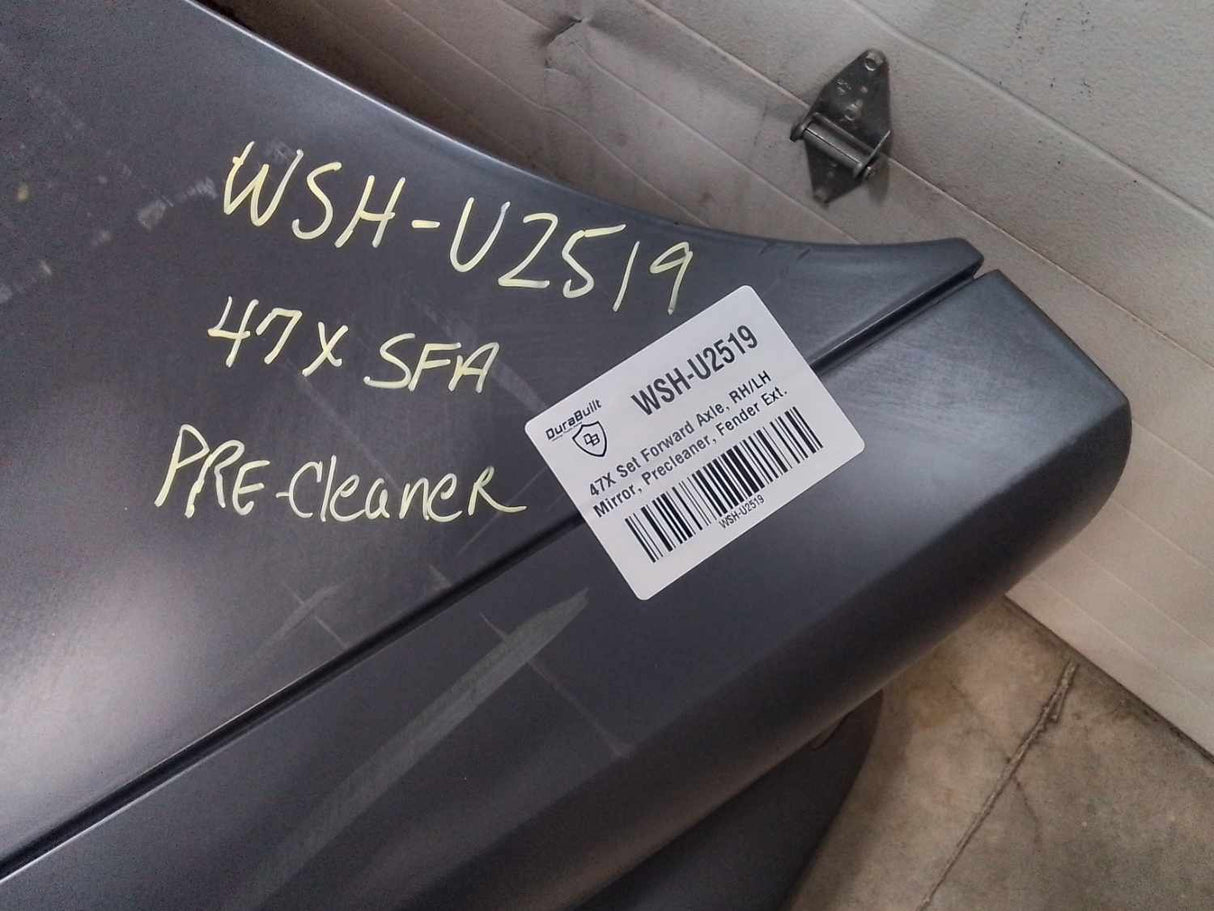 WSH-U2519
47X SFA
PRE-CleaneR
DuraBuilt
DB
WSH-U2519
47X Set Forward Axle, RH/LH
Mirror, Precleaner, Fender Ext.
WSH-U2519